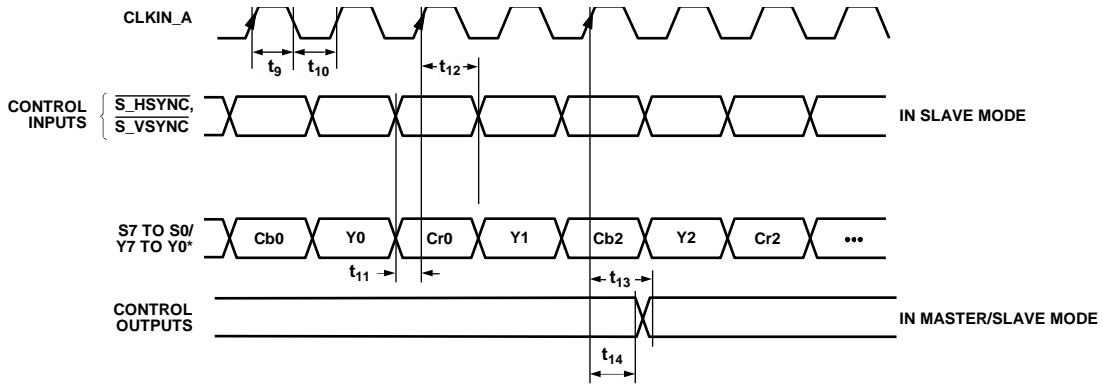 CLKIN_A
t9
t10
t12
CONTROL
INPUTS
S_HSYNC,
S_VSYNC
IN SLAVE MODE
S7 TO S0/
Y7 TO Y0*
Cb0
Y0
Cr0
Y1
Cb2
Y2
Cr2
•••
t11
t13
CONTROL
OUTPUTS
IN MASTER/SLAVE MODE
t14